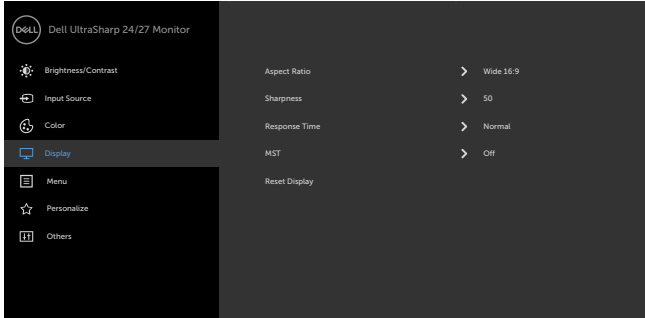 DELL Dell UltraSharp 24/27 Monitor
Brightness/Contrast
Input Source
Color
Display
Menu
Personalize
Others
Aspect Ratio Wide 16:9
Sharpness 50
Response Time Normal
MST Off
Reset Display